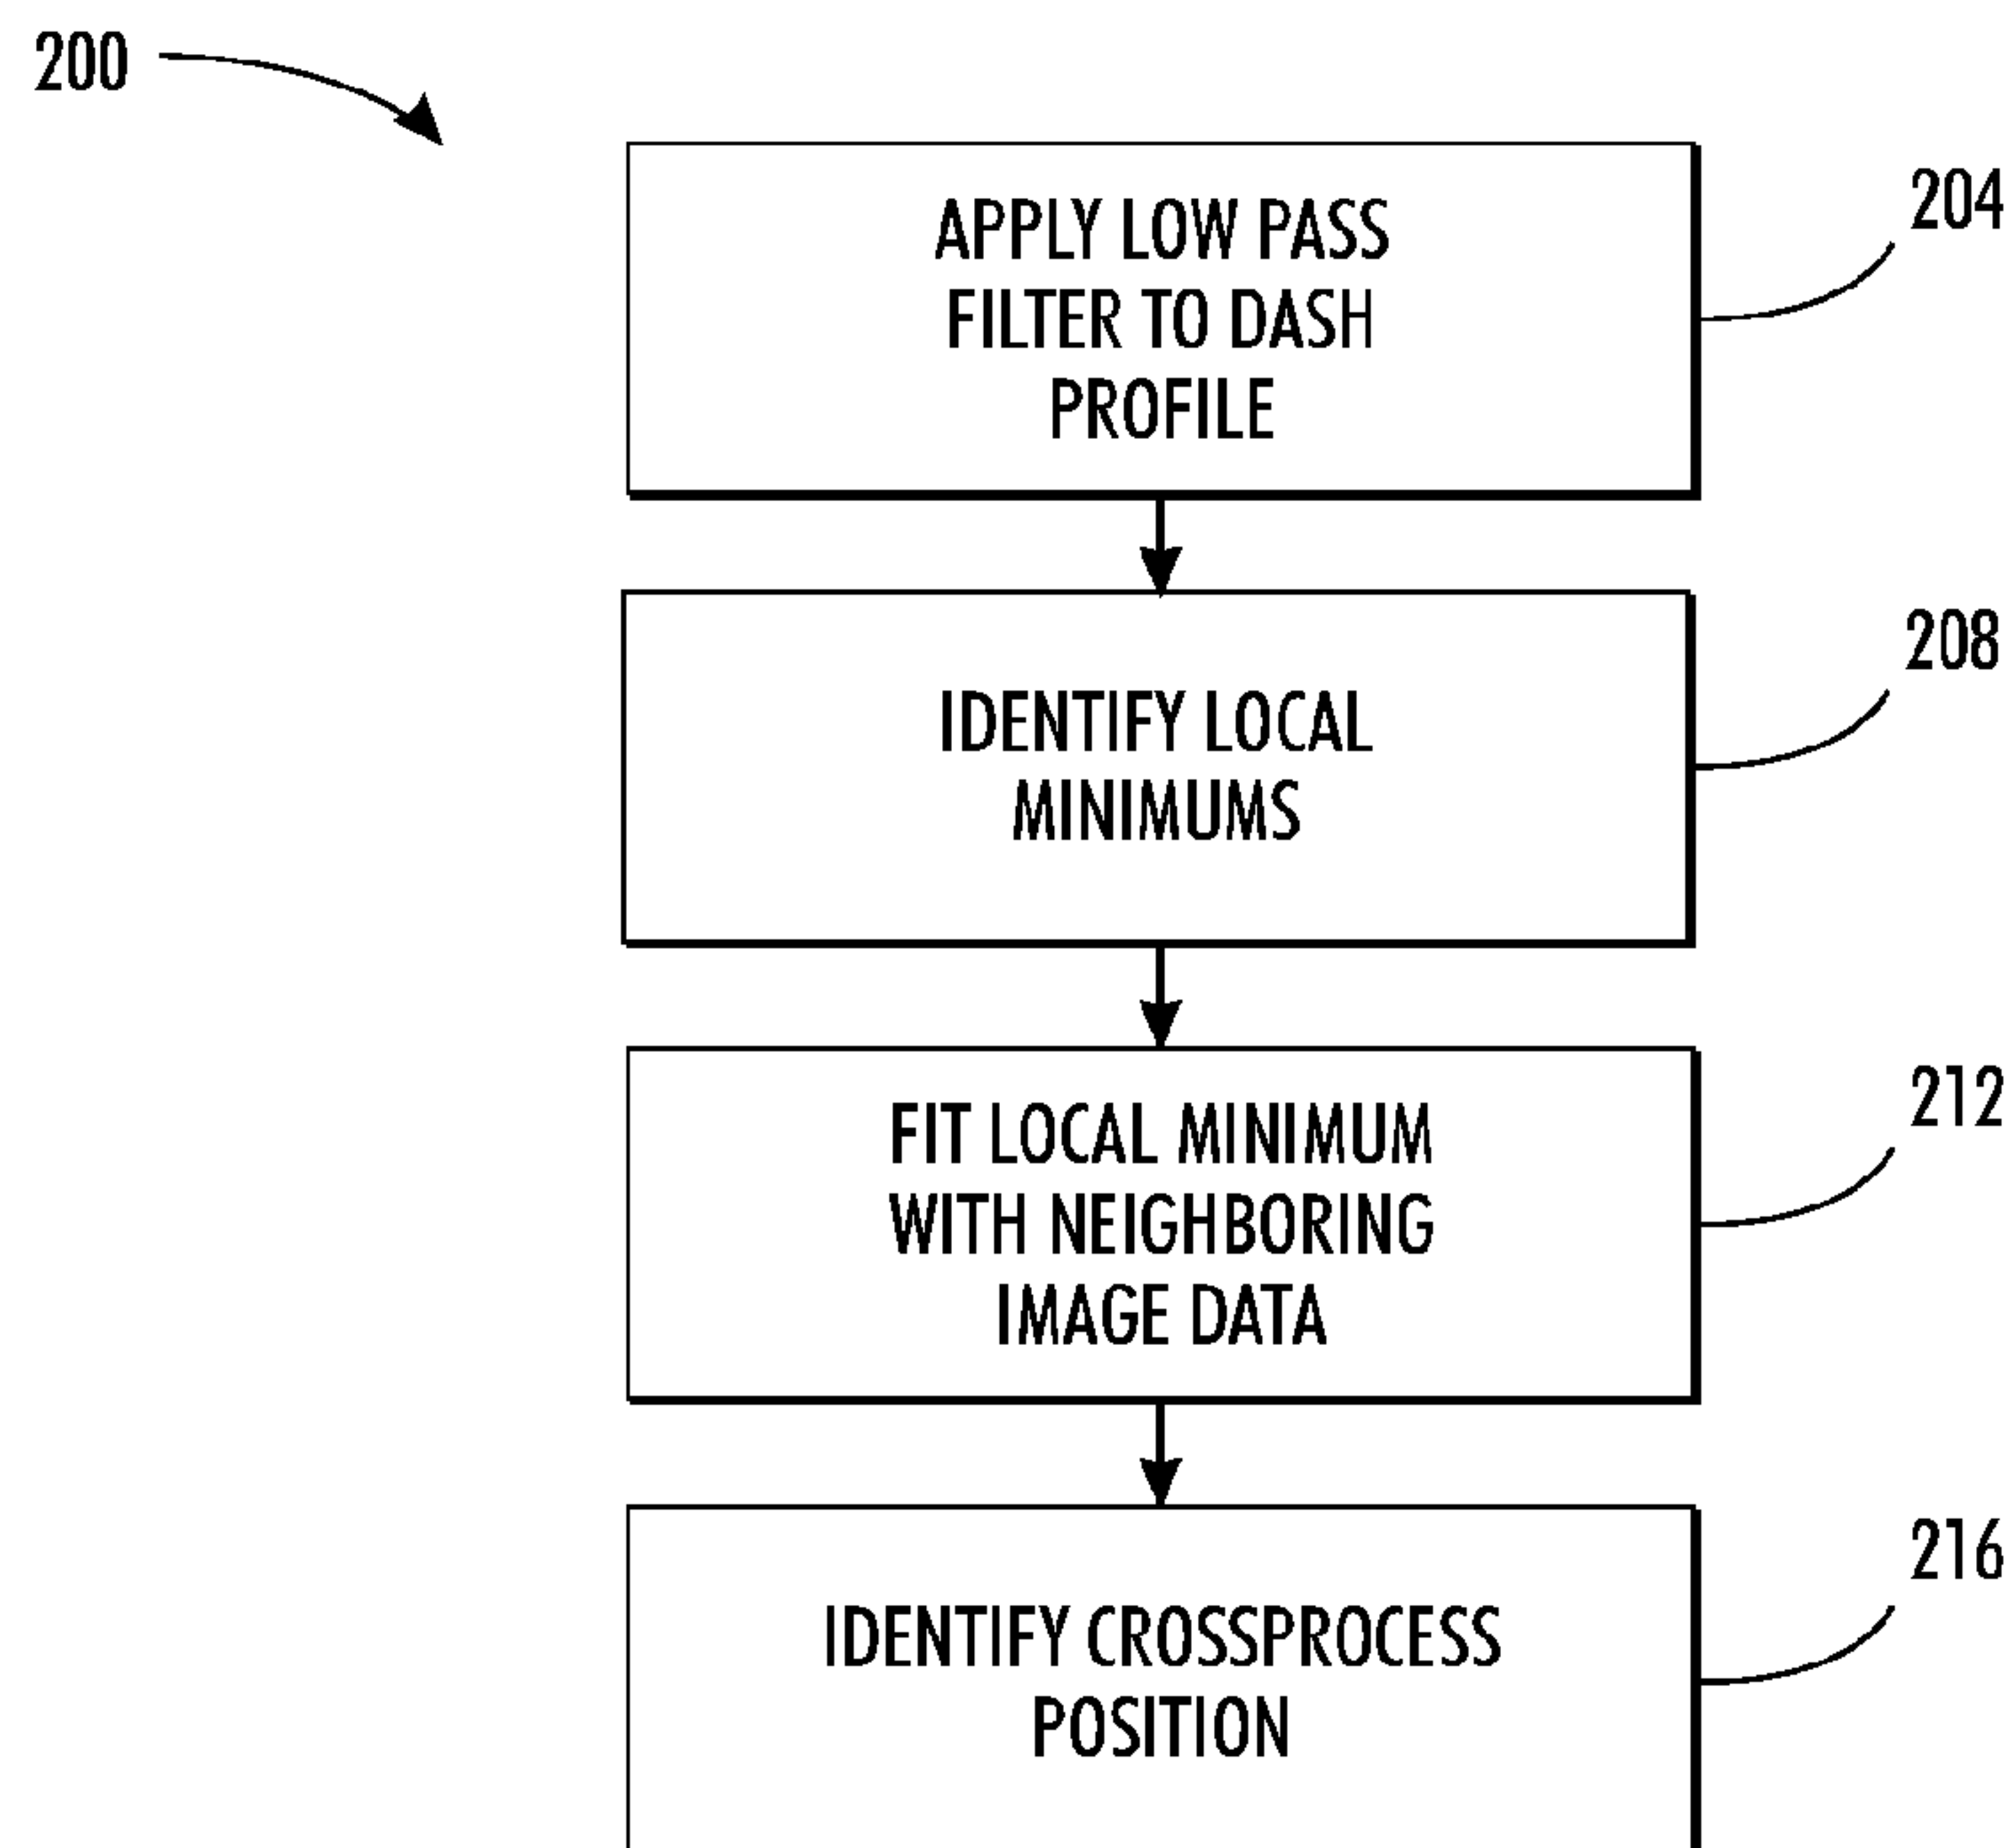 200
204
APPLY LOW PASS
FILTER TO DASH
PROFILE
208
IDENTIFY LOCAL
MINIMUMS
212
FIT LOCAL MINIMUM
WITH NEIGHBORING
IMAGE DATA
216
IDENTIFY CROSSPROCESS
POSITION